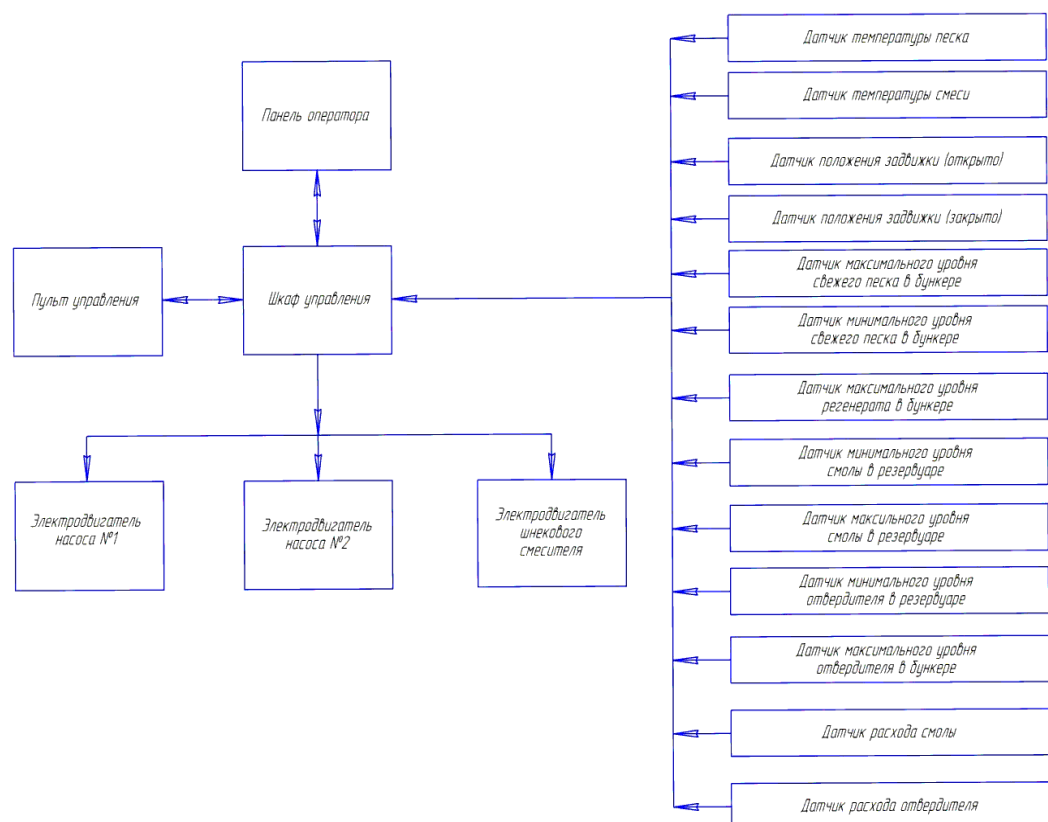 Панель оператора
Пульт управления
Шкаф управления
Электродвигатель
насоса №1
Электродвигатель
насоса №2
Электродвигатель
шнекового
смесителя
Датчик температуры песка
Датчик температуры смеси
Датчик положения задвижки (открыто)
Датчик положения задвижки (закрыто)
Датчик максимального уровня
свежего песка в бункере
Датчик минимального уровня
свежего песка в бункере
Датчик максимального уровня
регенерата в бункере
Датчик минимального уровня
смолы в резервуаре
Датчик максильного уровня
смолы в резервуаре
Датчик минимального уровня
отвердителя в резервуаре
Датчик максимального уровня
отвердителя в бункере
Датчик расхода смолы
Датчик расхода отвердителя